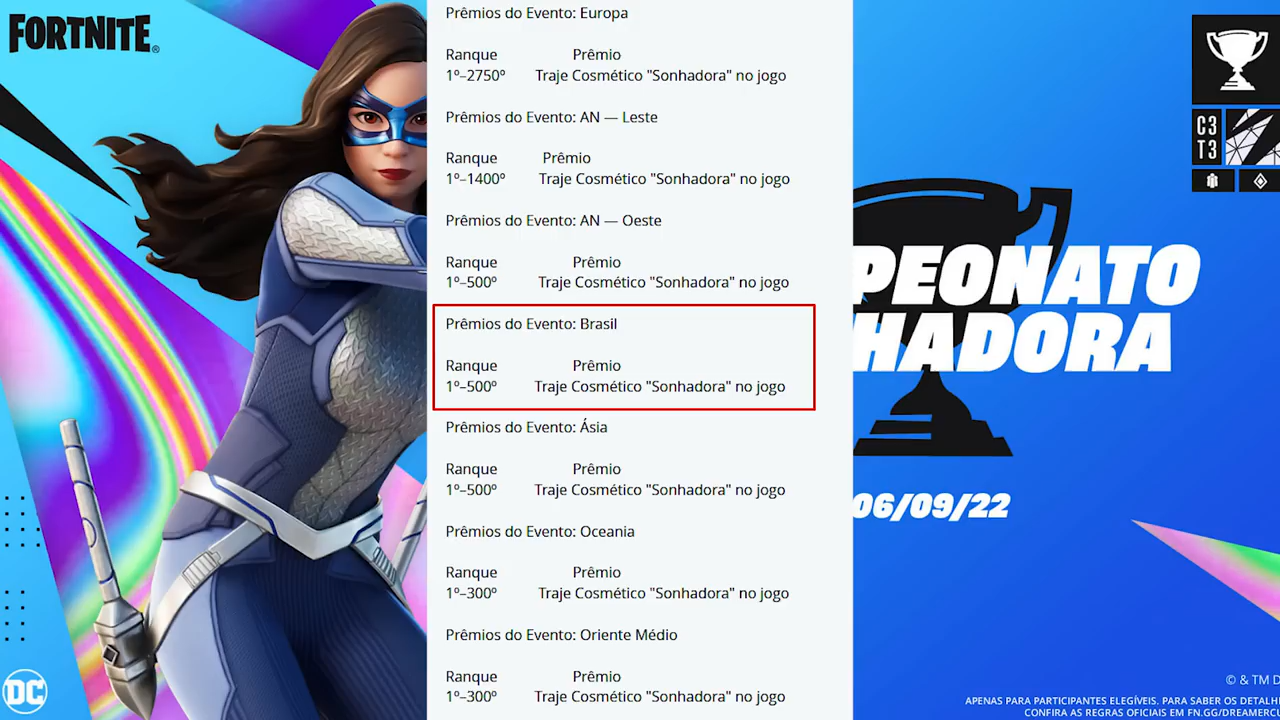 FORTNITE®
Prêmios do Evento: Europa
Ranque Prêmio
1º–2750º Traje Cosmético "Sonhadora" no jogo
Prêmios do Evento: AN — Leste
Ranque Prêmio
1º–1400º Traje Cosmético "Sonhadora" no jogo
Prêmios do Evento: AN — Oeste
Ranque Prêmio
1º–500º Traje Cosmético "Sonhadora" no jogo
Prêmios do Evento: Brasil
Ranque Prêmio
1º–500º Traje Cosmético "Sonhadora" no jogo
Prêmios do Evento: Ásia
Ranque Prêmio
1º–500º Traje Cosmético "Sonhadora" no jogo
Prêmios do Evento: Oceania
Ranque Prêmio
1º–300º Traje Cosmético "Sonhadora" no jogo
Prêmios do Evento: Oriente Médio
Ranque Prêmio
1º–300º Traje Cosmético "Sonhadora" no jogo
DC
C3
T3
PEONATO
HADORA
06/09/22
© & TM D
APENAS PARA PARTICIPANTES ELEGÍVEIS. PARA SABER OS DETALH
CONFIRA AS REGRAS OFICIAIS EM FN.GG/DREAMERCU